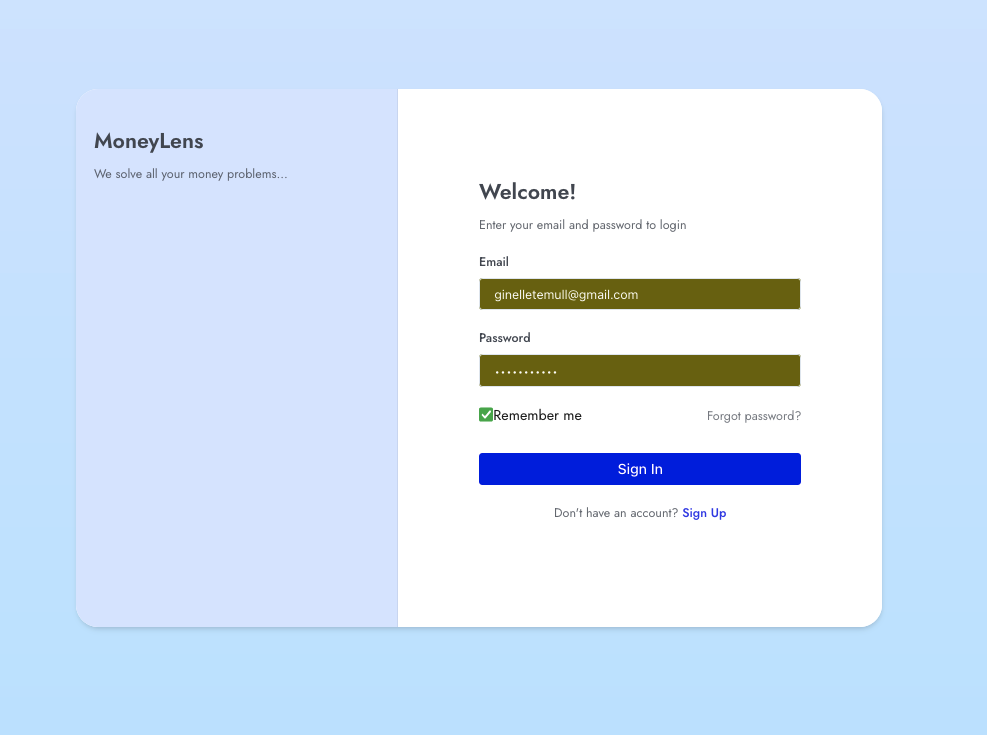 MoneyLens
We solve all your money problems...
Welcome!
Enter your email and password to login
Email
ginelletemull@gmail.com
Password
•••••••••••
Remember me
Forgot password?
Sign In
Don't have an account? Sign Up